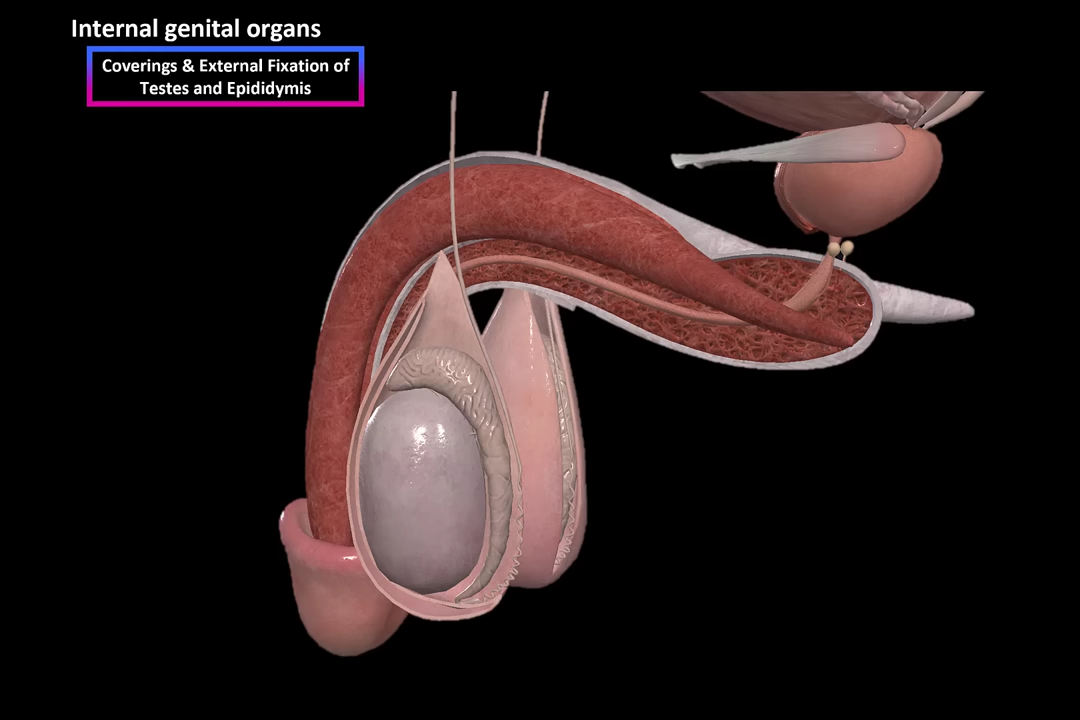 Internal genital organs
Coverings & External Fixation of
Testes and Epididymis